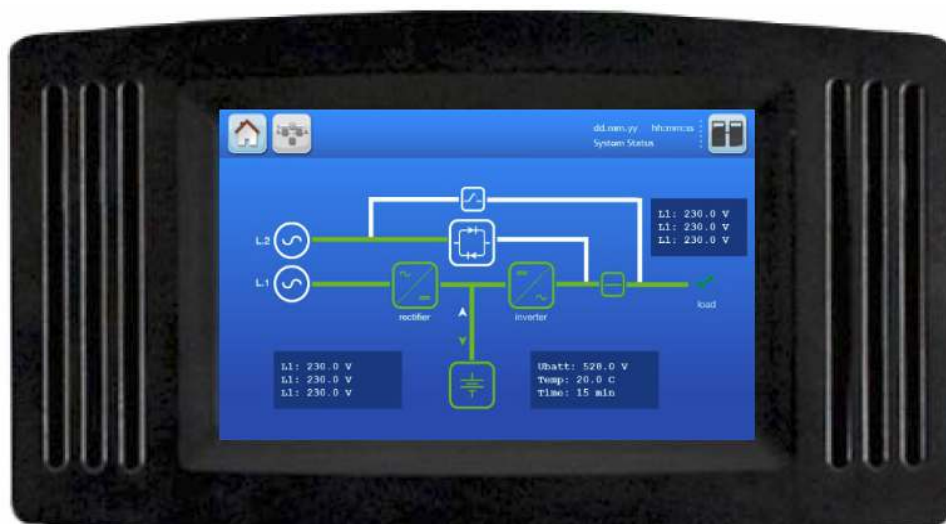 dd.mm.yy hh:mm:ss
System Status
L1: 230.0 V
L1: 230.0 V
L1: 230.0 V
L.2
L.1
rectifier
inverter
load
L1: 230.0 V
L1: 230.0 V
L1: 230.0 V
Ubatt: 520.0 V
Temp: 20.0 C
Time: 15 min